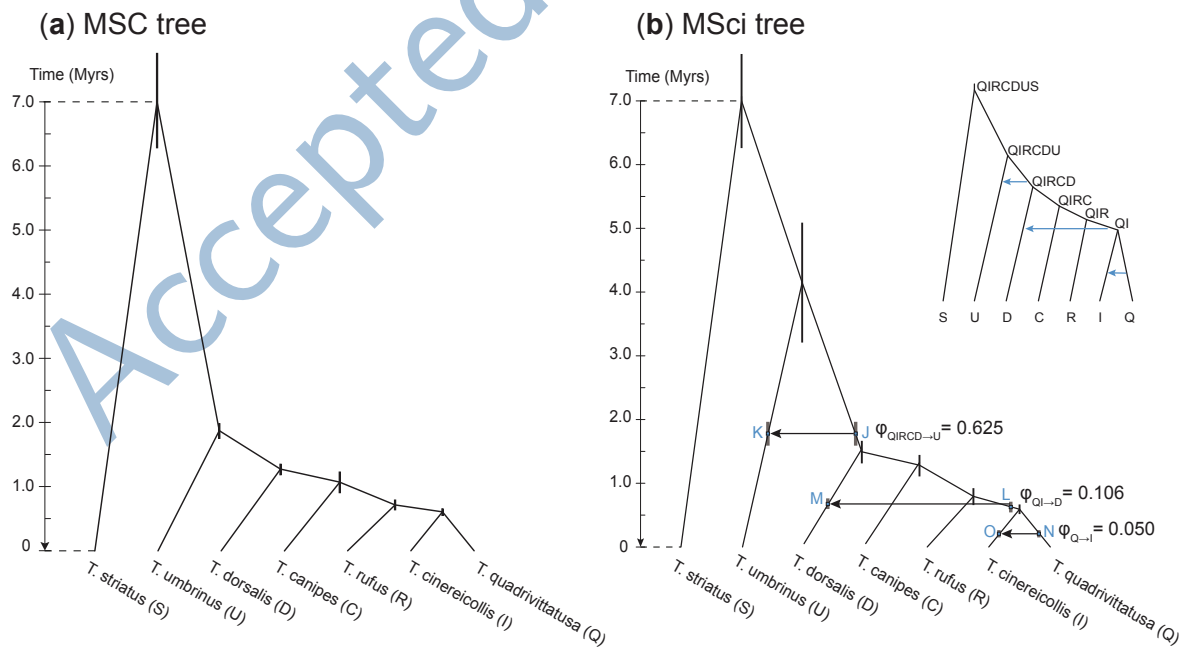 (a) MSC tree
Time (Myrs)
7.0
6.0
5.0
4.0
3.0
2.0
1.0
0
T. striatus (S)
T. umbrinus (U)
T. dorsalis (D)
T. canipes (C)
T. rufus (R)
T. cinereicollis (I)
T. quadrivittatusa (Q)
Accepted
(b) MSci tree
Time (Myrs)
7.0
6.0
5.0
4.0
3.0
2.0
1.0
0
K
J
φQIRCD→U= 0.625
M
L
φQI→D= 0.106
O
N
φQ→I= 0.050
T. striatus (S)
T. umbrinus (U)
T. dorsalis (D)
T. canipes (C)
T. rufus (R)
T. cinereicollis (I)
T. quadrivittatusa (Q)
QIRCDUS
QIRCDU
QIRCD
QIRC
QIR
QI
S U D C R I Q